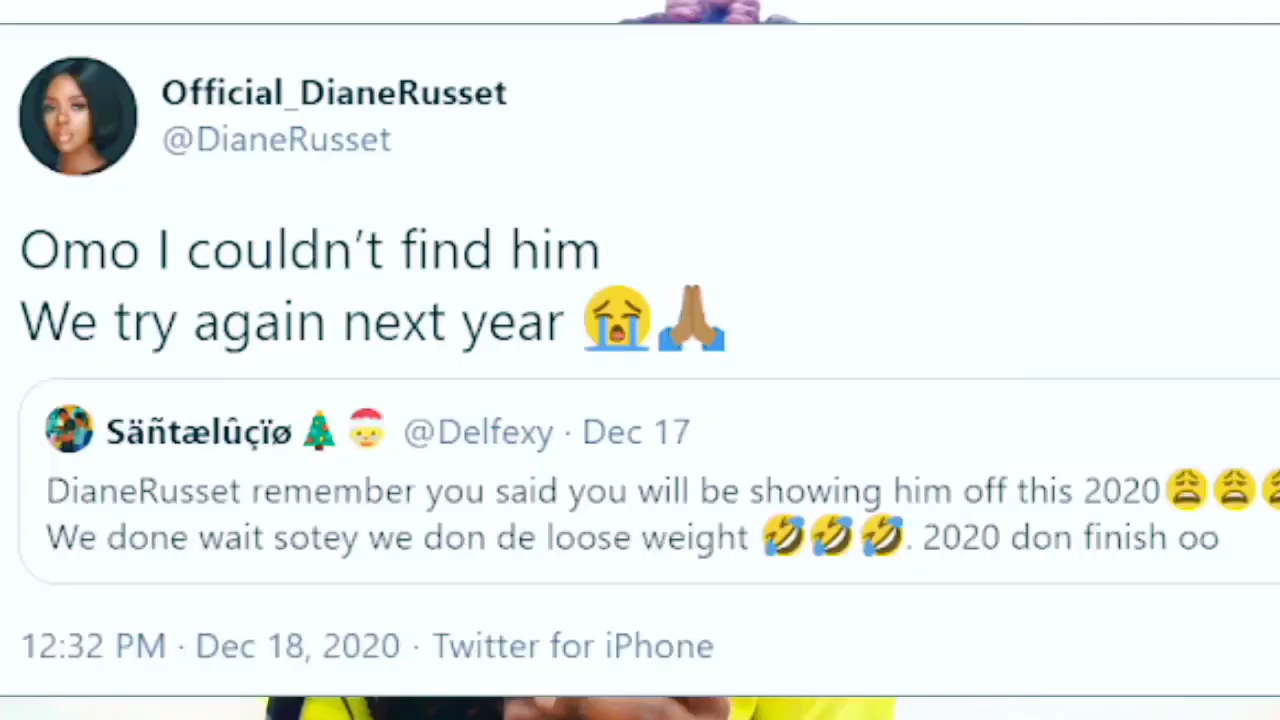 Official_DianeRusset
@DianeRusset
Omo I couldn't find him
We try again next year 😭🙏🏽
Säñtælûçïø🎄🎅 @Delfexy · Dec 17
DianeRusset remember you said you will be showing him off this 2020😩😩😩
We done wait sotey we don de loose weight 🤣🤣🤣. 2020 don finish oo
12:32 PM · Dec 18, 2020 · Twitter for iPhone